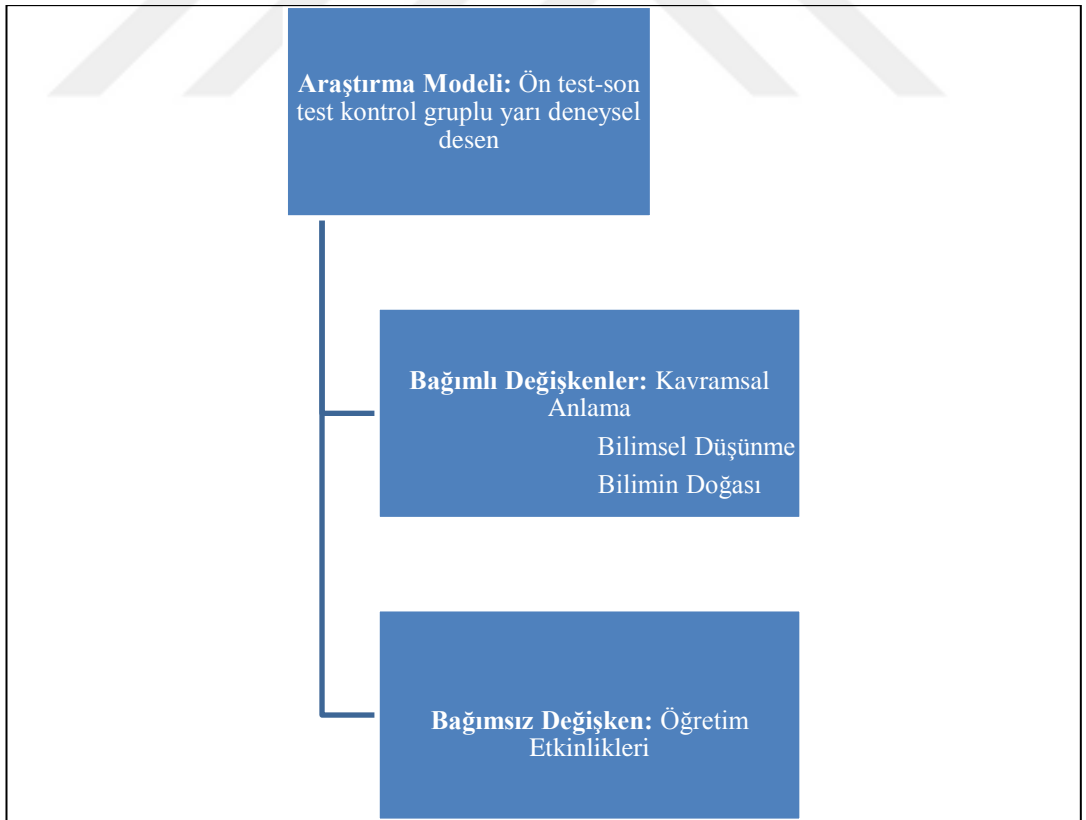 Araştırma Modeli: Ön test-son
test kontrol gruplu yarı deneysel
desen
Bağımlı Değişkenler: Kavramsal
Anlama
Bilimsel Düşünme
Bilimin Doğası
Bağımsız Değişken: Öğretim
Etkinlikleri